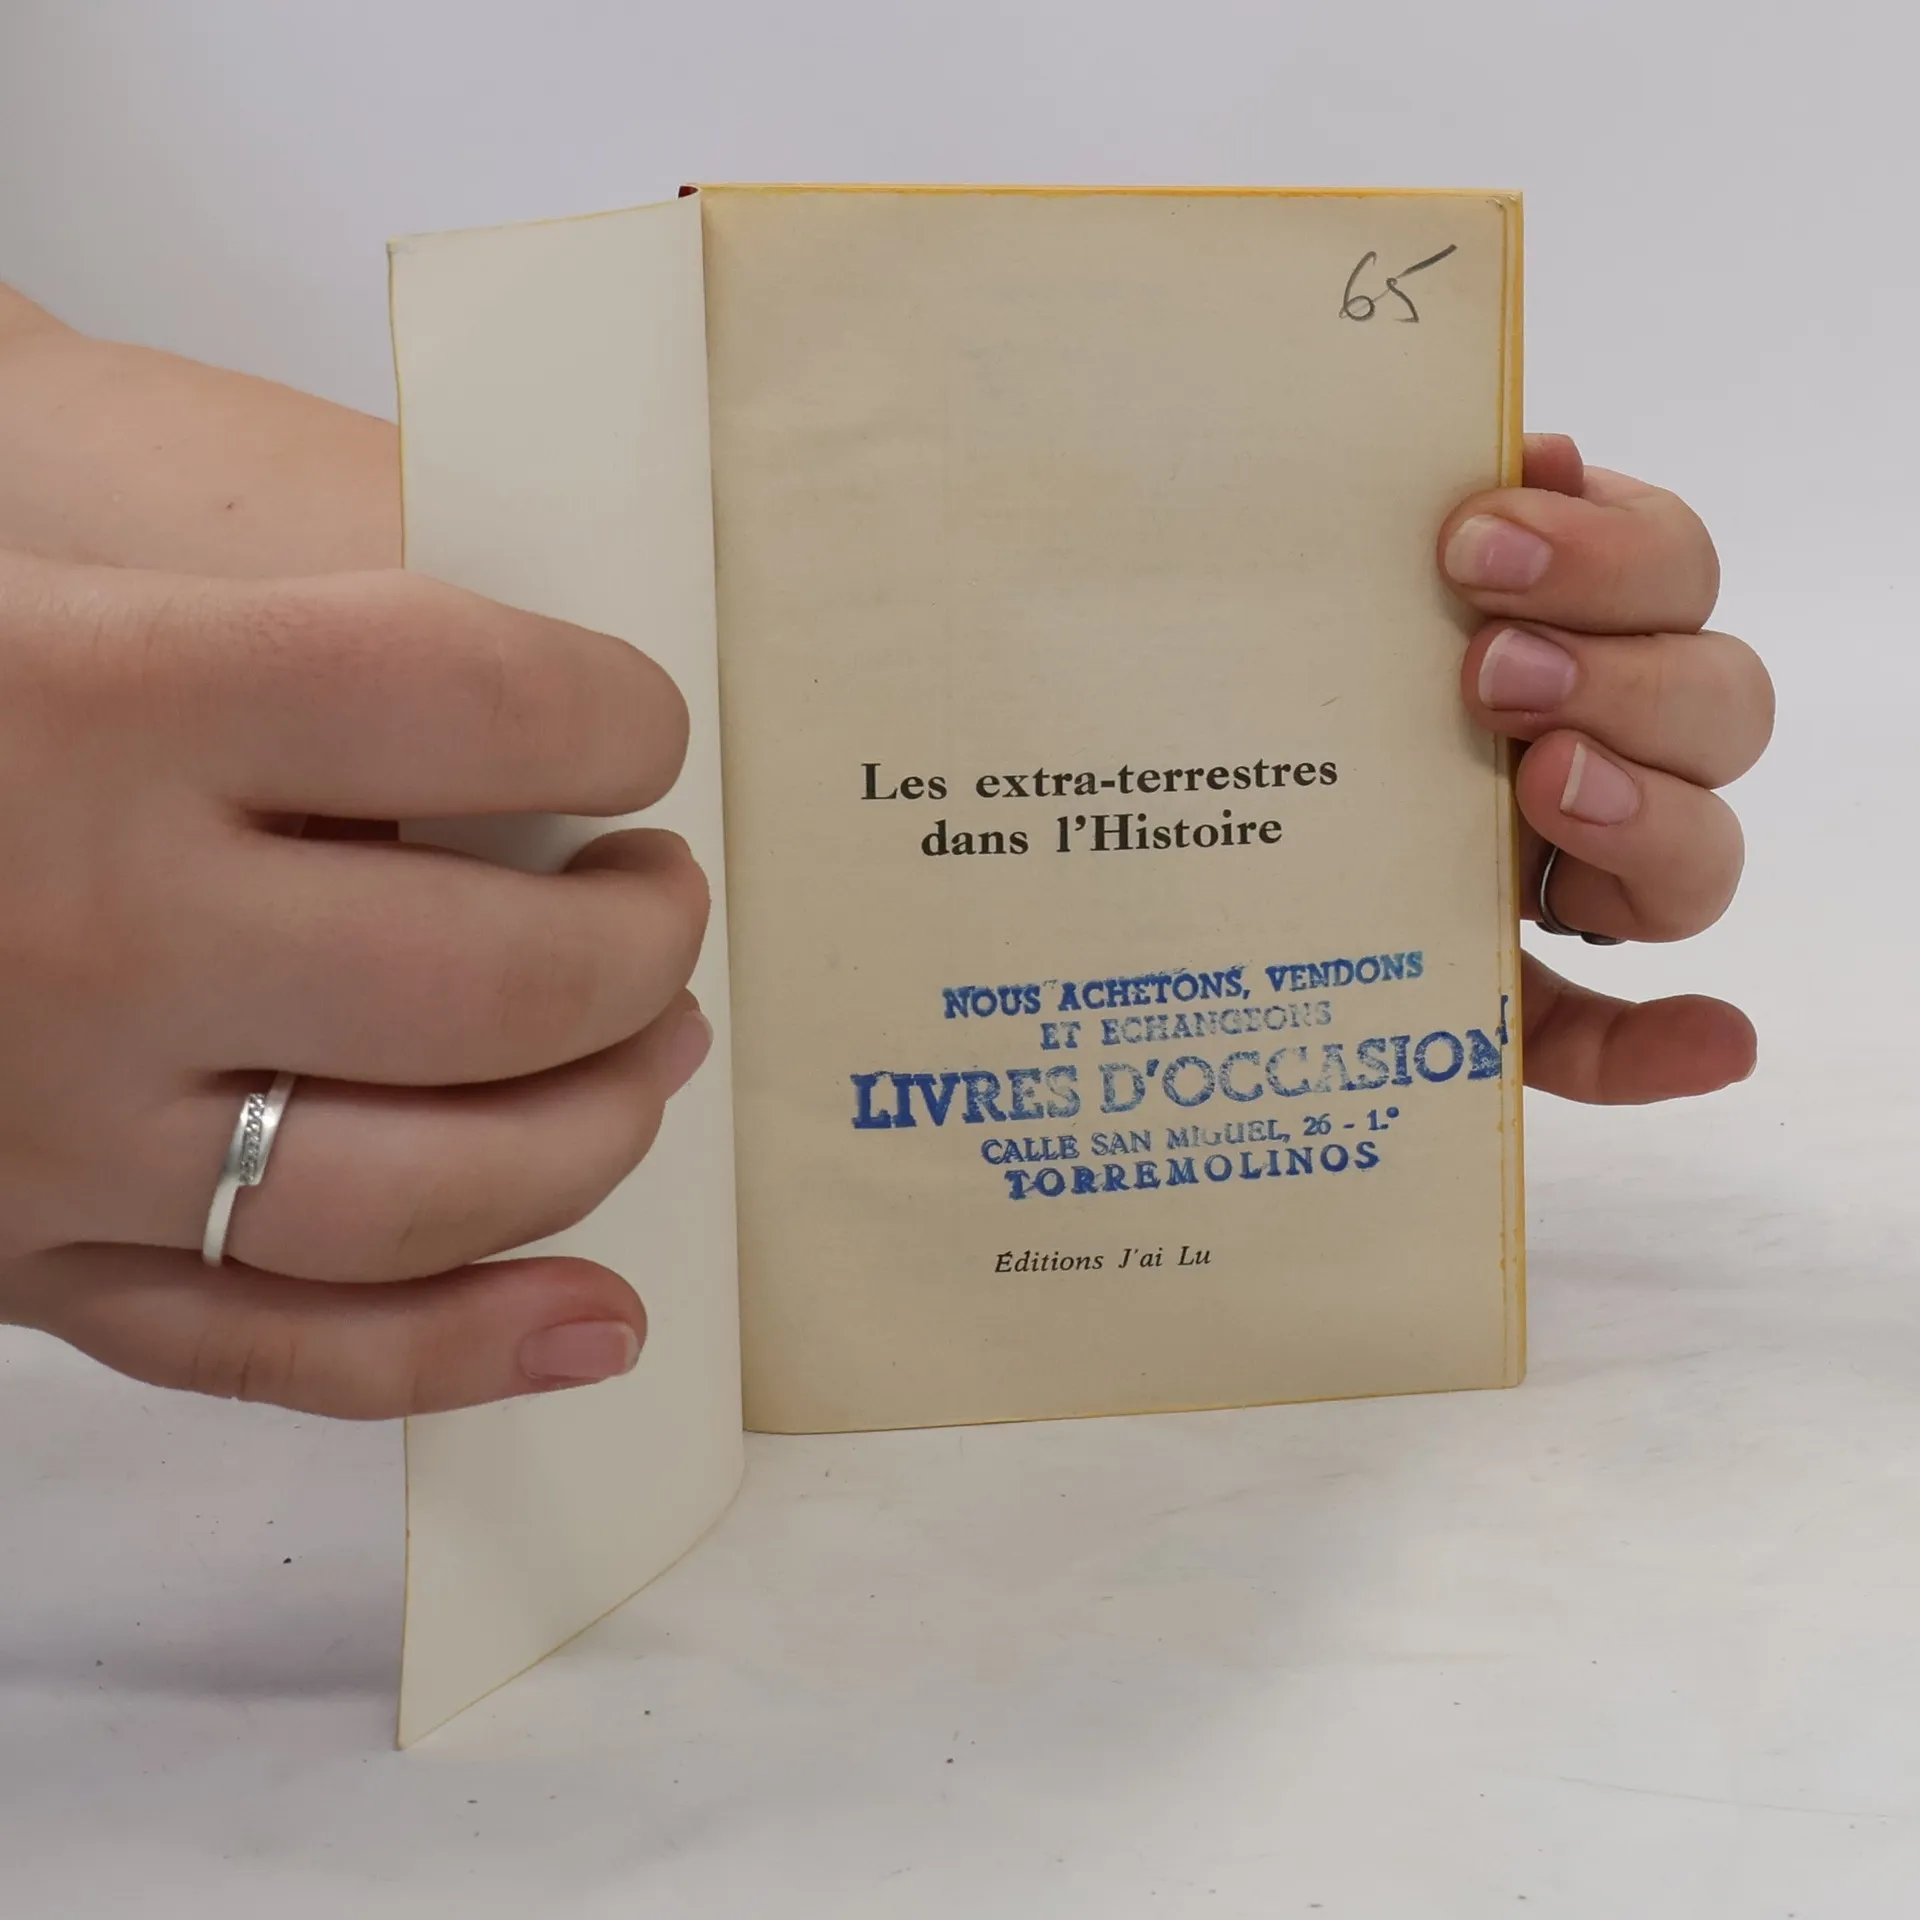 65
Les extra-terrestres
dans l'Histoire
NOUS ACHETONS, VENDONS
ET ECHANGEONS
LIVRES D'OCCASION
CALLE SAN MIGUEL, 26 - 1.º
TORREMOLINOS
Éditions J'ai Lu